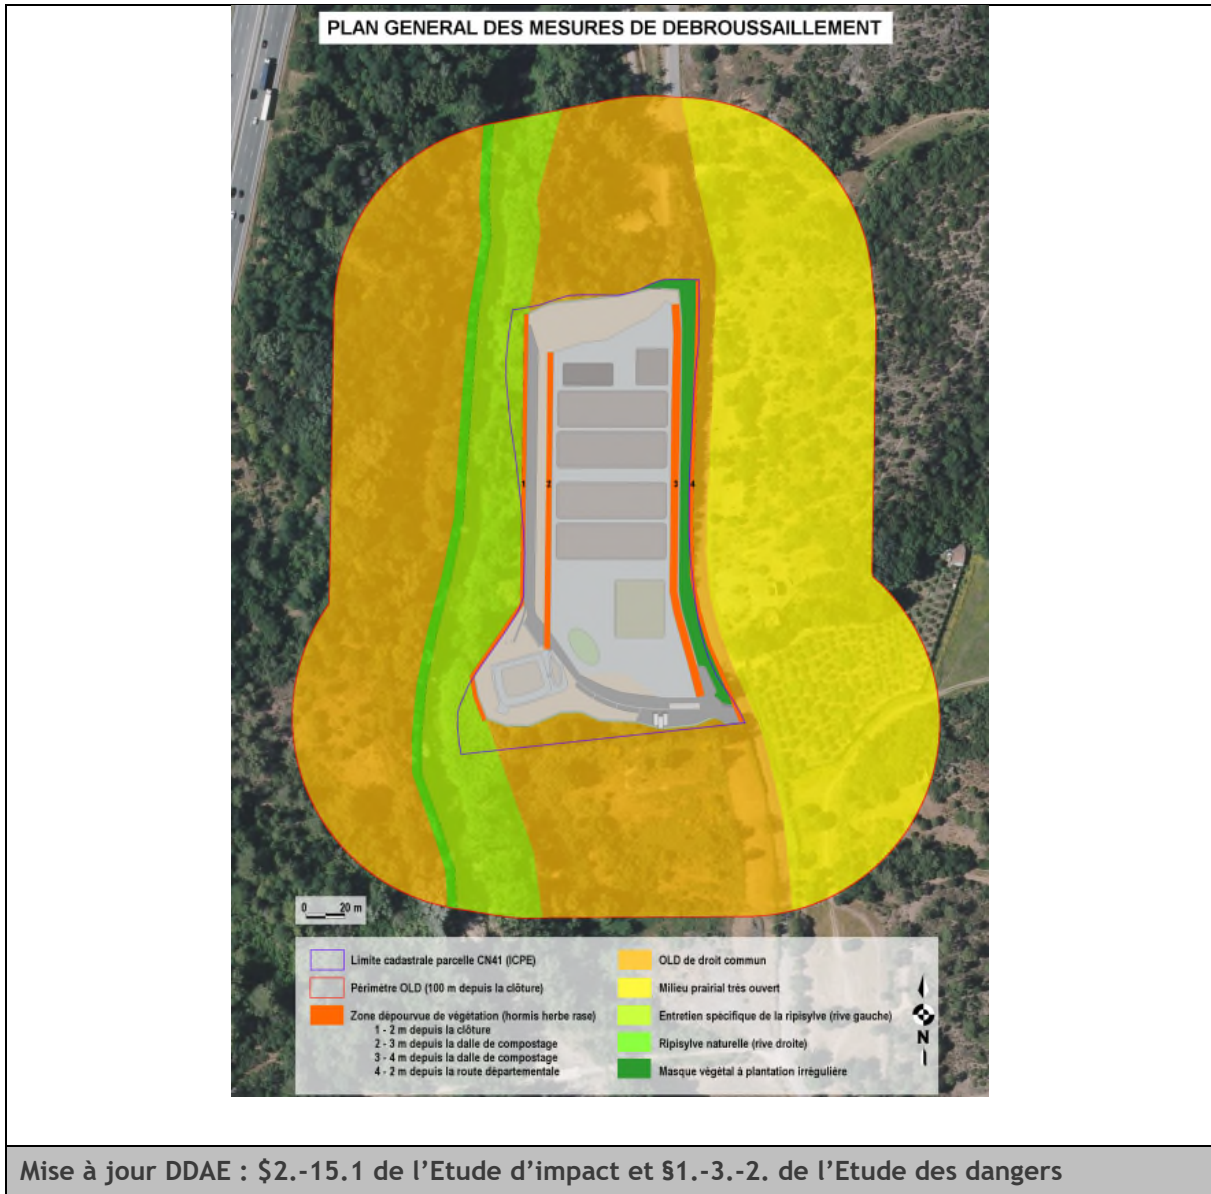 PLAN GENERAL DES MESURES DE DEBROUSSAILLEMENT
1
2
3
4
0 20 m
Limite cadastrale parcelle CN41 (ICPE)
Périmètre OLD (100 m depuis la clôture)
Zone dépourvue de végétation (hormis herbe rase)
1 - 2 m depuis la clôture
2 - 3 m depuis la dalle de compostage
3 - 4 m depuis la dalle de compostage
4 - 2 m depuis la route départementale
OLD de droit commun
Milieu prairial très ouvert
Entretien spécifique de la ripisylve (rive gauche)
Ripisylve naturelle (rive droite)
Masque végétal à plantation irrégulière
N
Mise à jour DDAE : $2.-15.1 de l’Etude d’impact et §1.-3.-2. de l’Etude des dangers